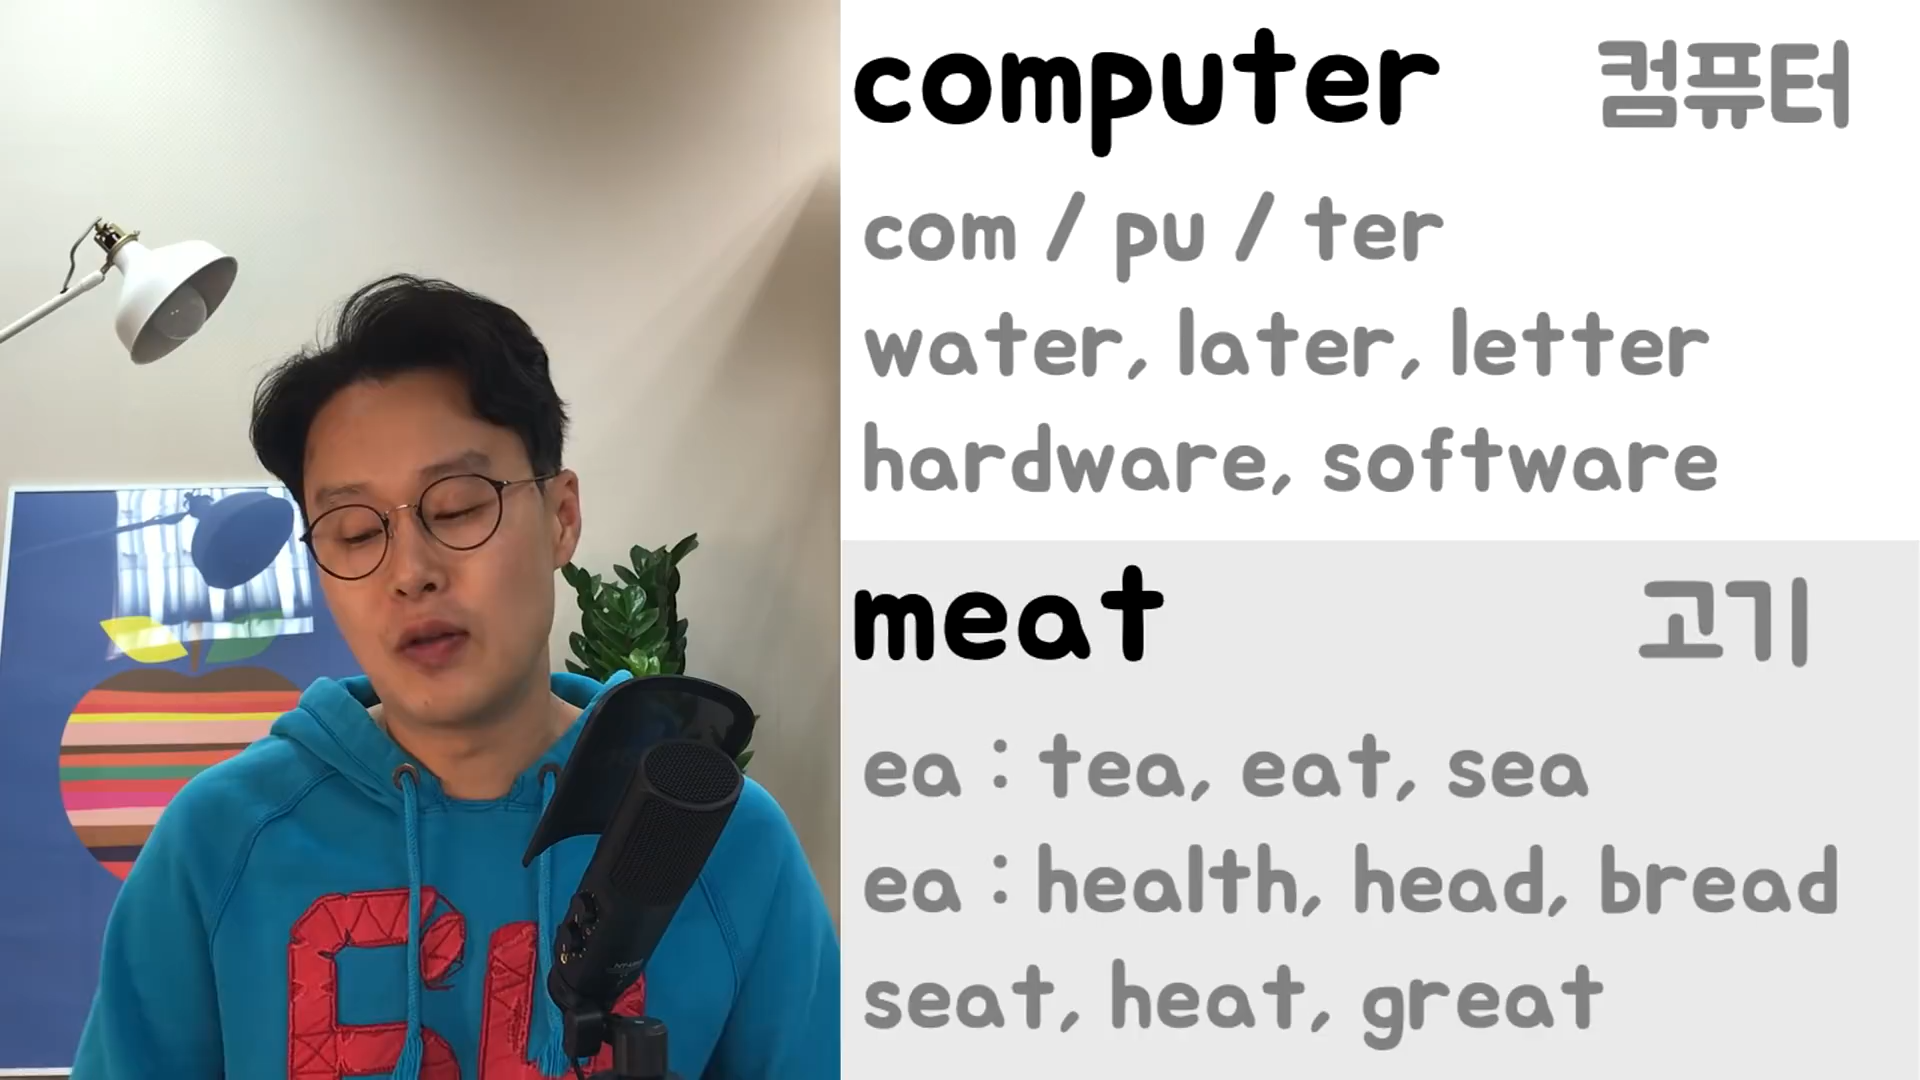 computer 컴퓨터
com / pu / ter
water, later, letter
hardware, software
meat 고기
ea : tea, eat, sea
ea : health, head, bread
seat, heat, great